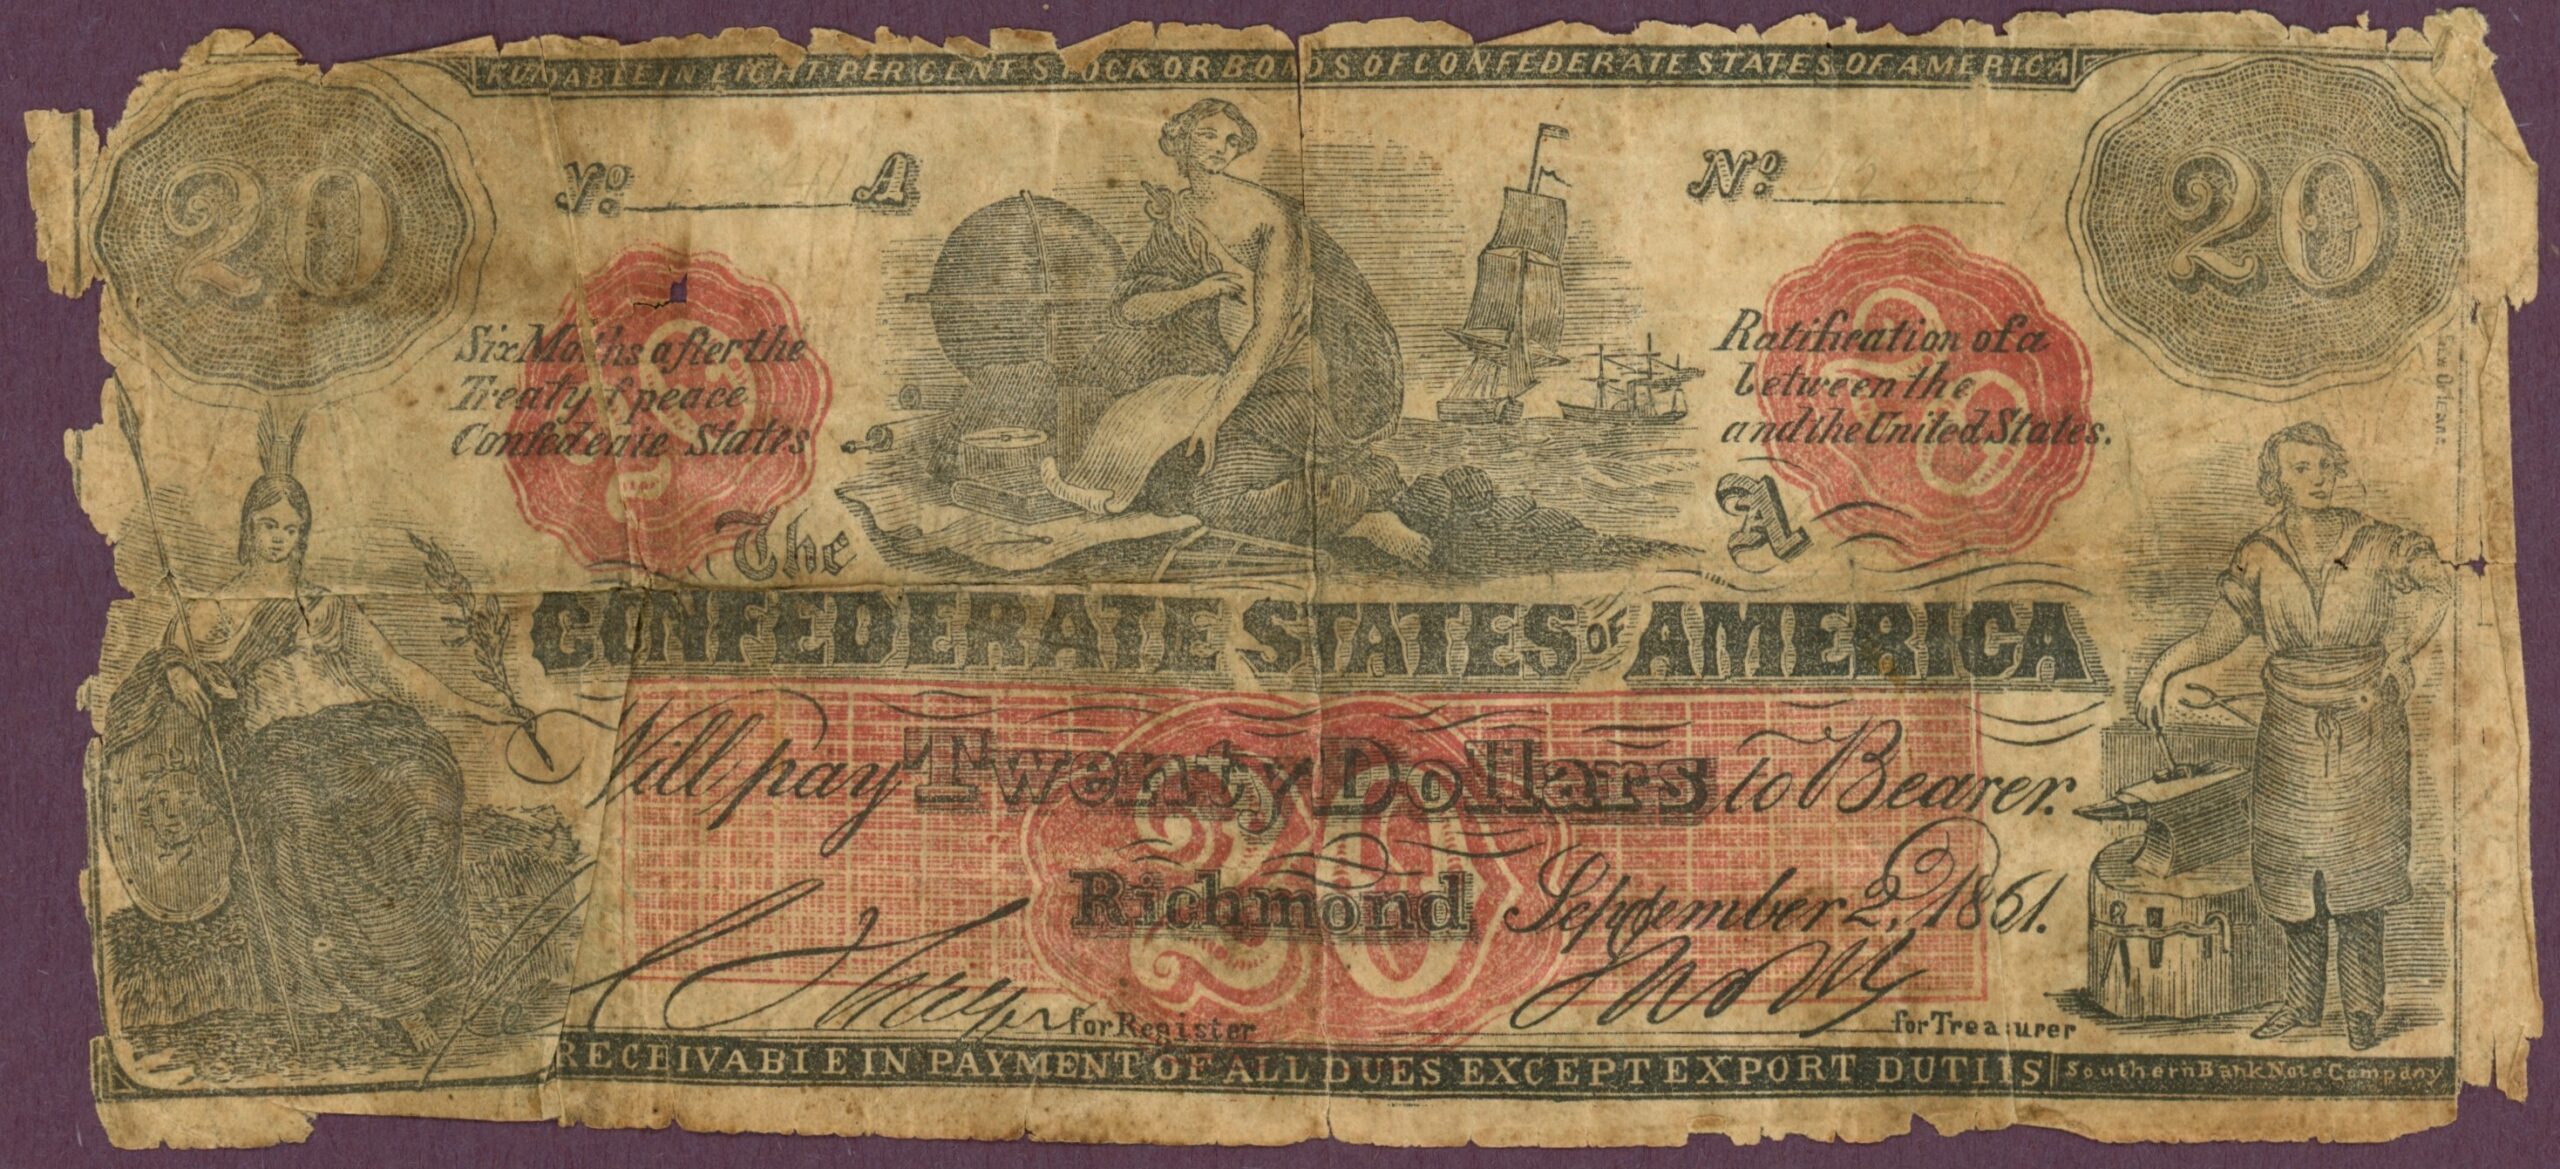 FUNDABLE IN EIGHT PER CENT STOCK OR BONDS OF CONFEDERATE STATES OF AMERICA
20
20
No. A
No.
Six Months after the
Treaty of peace
Confederate States
Ratification of a
between the
and the United States.
20
20
The
A
CONFEDERATE STATES OF AMERICA
Will pay Twenty Dollars to Bearer.
20
Richmond September 2, 1861.
for Register
for Treasurer
RECEIVABLE IN PAYMENT OF ALL DUES EXCEPT EXPORT DUTIES
Southern Bank Note Company